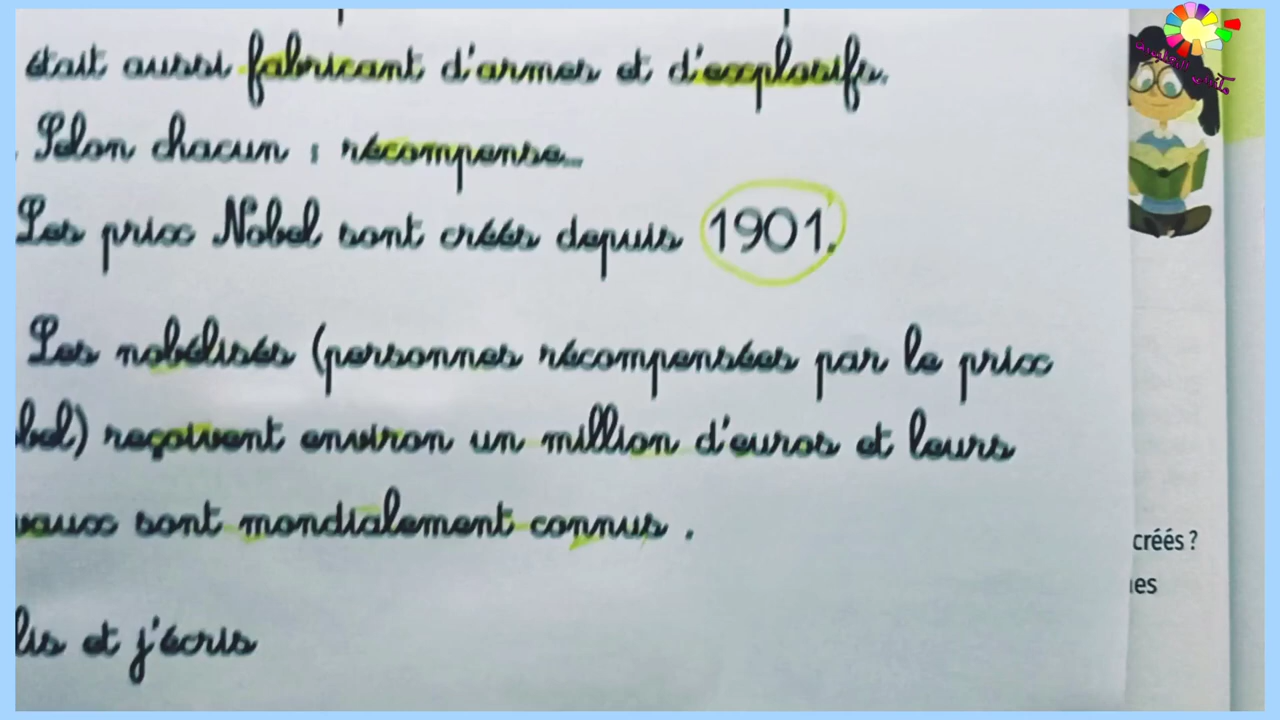 était aussi fabricant d'armes et d'explosifs.
. Selon chacun : récompense...
Les prix Nobel sont créés depuis 1901.
Les nobélisés (personnes récompensées par le prix
bel) reçoivent environ un million d'euros et leurs
vaux sont mondialement connus .
lis et j'écris
créés ?
es